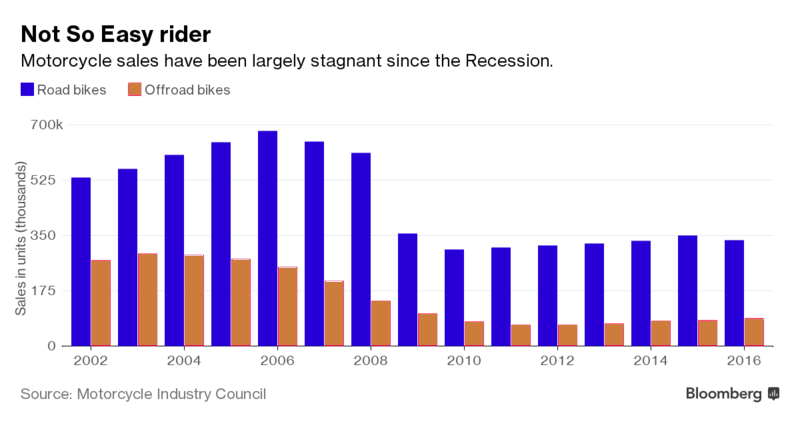 Not So Easy rider
Motorcycle sales have been largely stagnant since the Recession.
Road bikes Offroad bikes
Sales in units (thousands)
700k
525
350
175
0
2002 2004 2006 2008 2010 2012 2014 2016
Source: Motorcycle Industry Council
Bloomberg